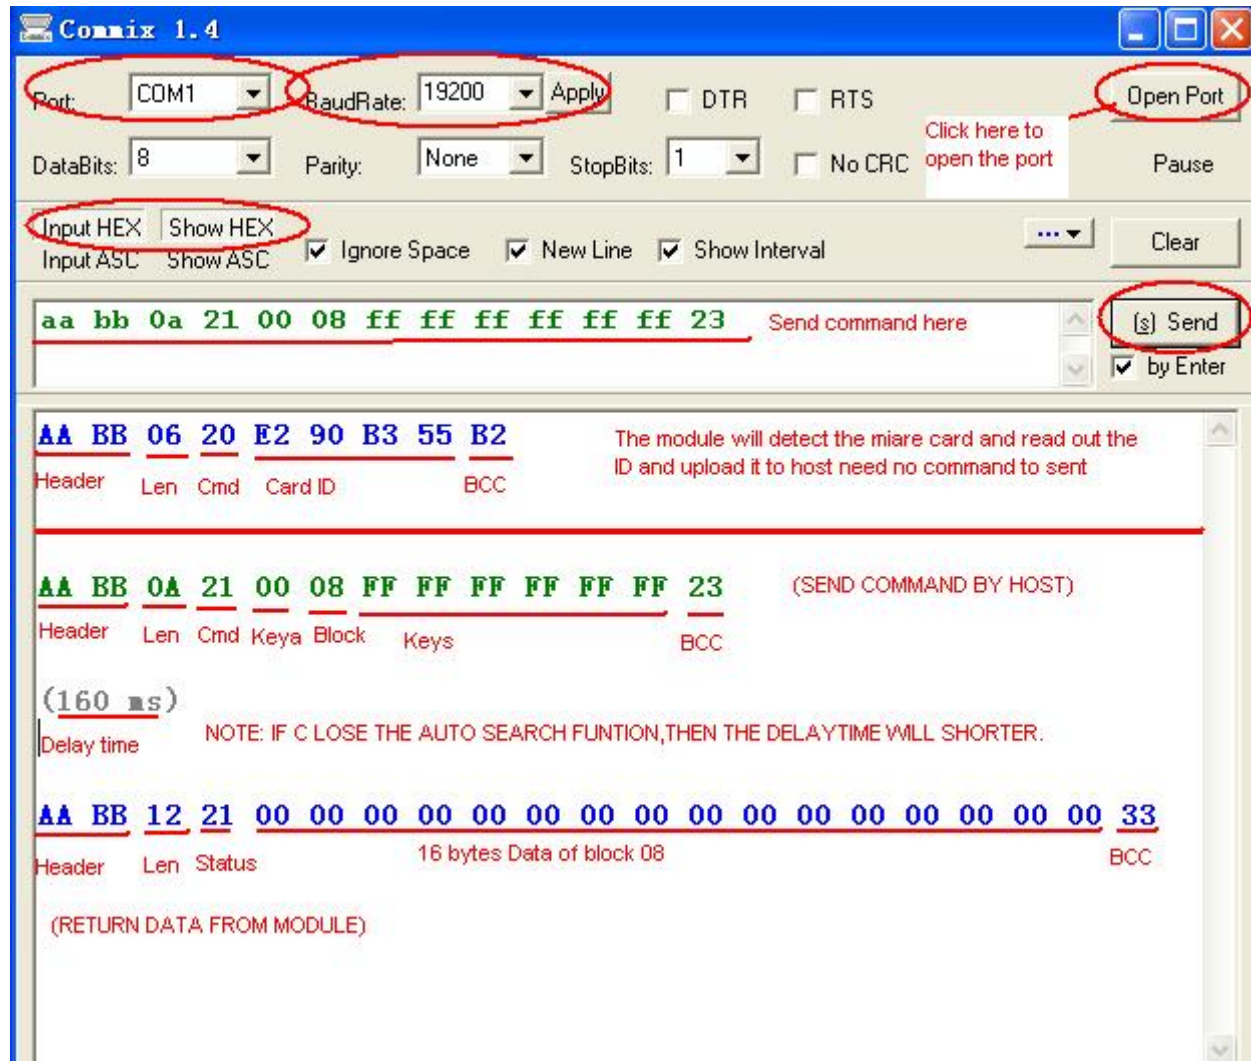 Commix 1.4
Port: COM1 BaudRate: 19200 Apply DTR RTS Open Port
Click here to
open the port
DataBits: 8 Parity: None StopBits: 1 No CRC Pause
Input HEX Show HEX
Input ASC Show ASC Ignore Space New Line Show Interval ... Clear
aa bb 0a 21 00 08 ff ff ff ff ff ff 23 Send command here (s) Send
by Enter
AA BB 06 20 E2 90 B3 55 B2 The module will detect the miare card and read out the
ID and upload it to host need no command to sent
Header Len Cmd Card ID BCC
AA BB 0A 21 00 08 FF FF FF FF FF FF 23 (SEND COMMAND BY HOST)
Header Len Cmd Keya Block Keys BCC
(160 ms)
Delay time NOTE: IF C LOSE THE AUTO SEARCH FUNTION,THEN THE DELAYTIME WILL SHORTER.
AA BB 12 21 00 00 00 00 00 00 00 00 00 00 00 00 00 00 00 00 33
Header Len Status 16 bytes Data of block 08 BCC
(RETURN DATA FROM MODULE)